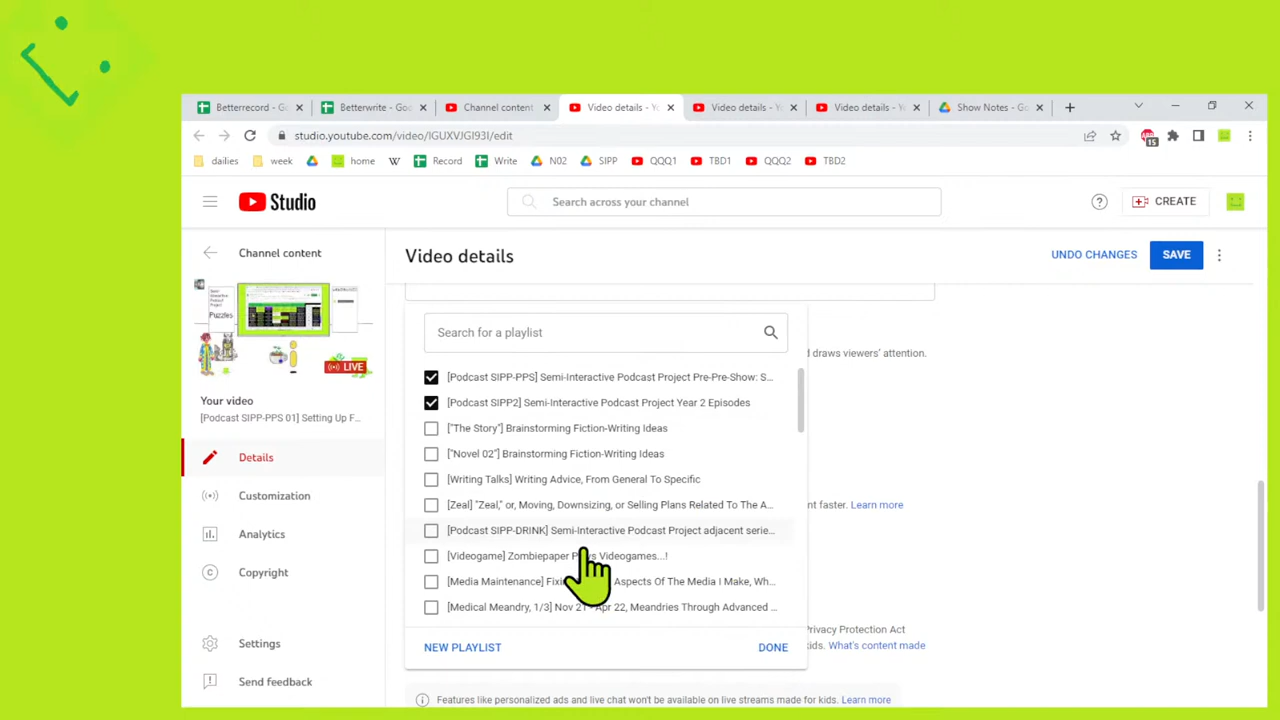 Betterrecord - Go
Betterwrite - Goo
Channel content
Video details - Yo
Video details - Yo
Video details - Yo
Show Notes - Go
studio.youtube.com/video/IGUXVJGI93I/edit
15
dailies
week
home
W
Record
Write
N02
SIPP
QQQ1
TBD1
QQQ2
TBD2
Studio
Search across your channel
CREATE
Channel content
Video details
UNDO CHANGES
SAVE
Puzzles
LIVE
Your video
[Podcast SIPP-PPS 01] Setting Up F...
Details
Customization
Analytics
Copyright
Settings
Send feedback
Search for a playlist
draws viewers' attention.
[Podcast SIPP-PPS] Semi-Interactive Podcast Project Pre-Pre-Show: S...
[Podcast SIPP2] Semi-Interactive Podcast Project Year 2 Episodes
["The Story"] Brainstorming Fiction-Writing Ideas
["Novel 02"] Brainstorming Fiction-Writing Ideas
[Writing Talks] Writing Advice, From General To Specific
[Zeal] "Zeal," or, Moving, Downsizing, or Selling Plans Related To The A...
ent faster. Learn more
[Podcast SIPP-DRINK] Semi-Interactive Podcast Project adjacent serie...
[Videogame] Zombiepaper P ys Videogames...!
[Media Maintenance] Fixi Aspects Of The Media I Make, Wh...
[Medical Meandry, 1/3] Nov 21 - Apr 22, Meandries Through Advanced ...
Privacy Protection Act
kids. What's content made
NEW PLAYLIST
DONE
Features like personalized ads and live chat won't be available on live streams made for kids. Learn more